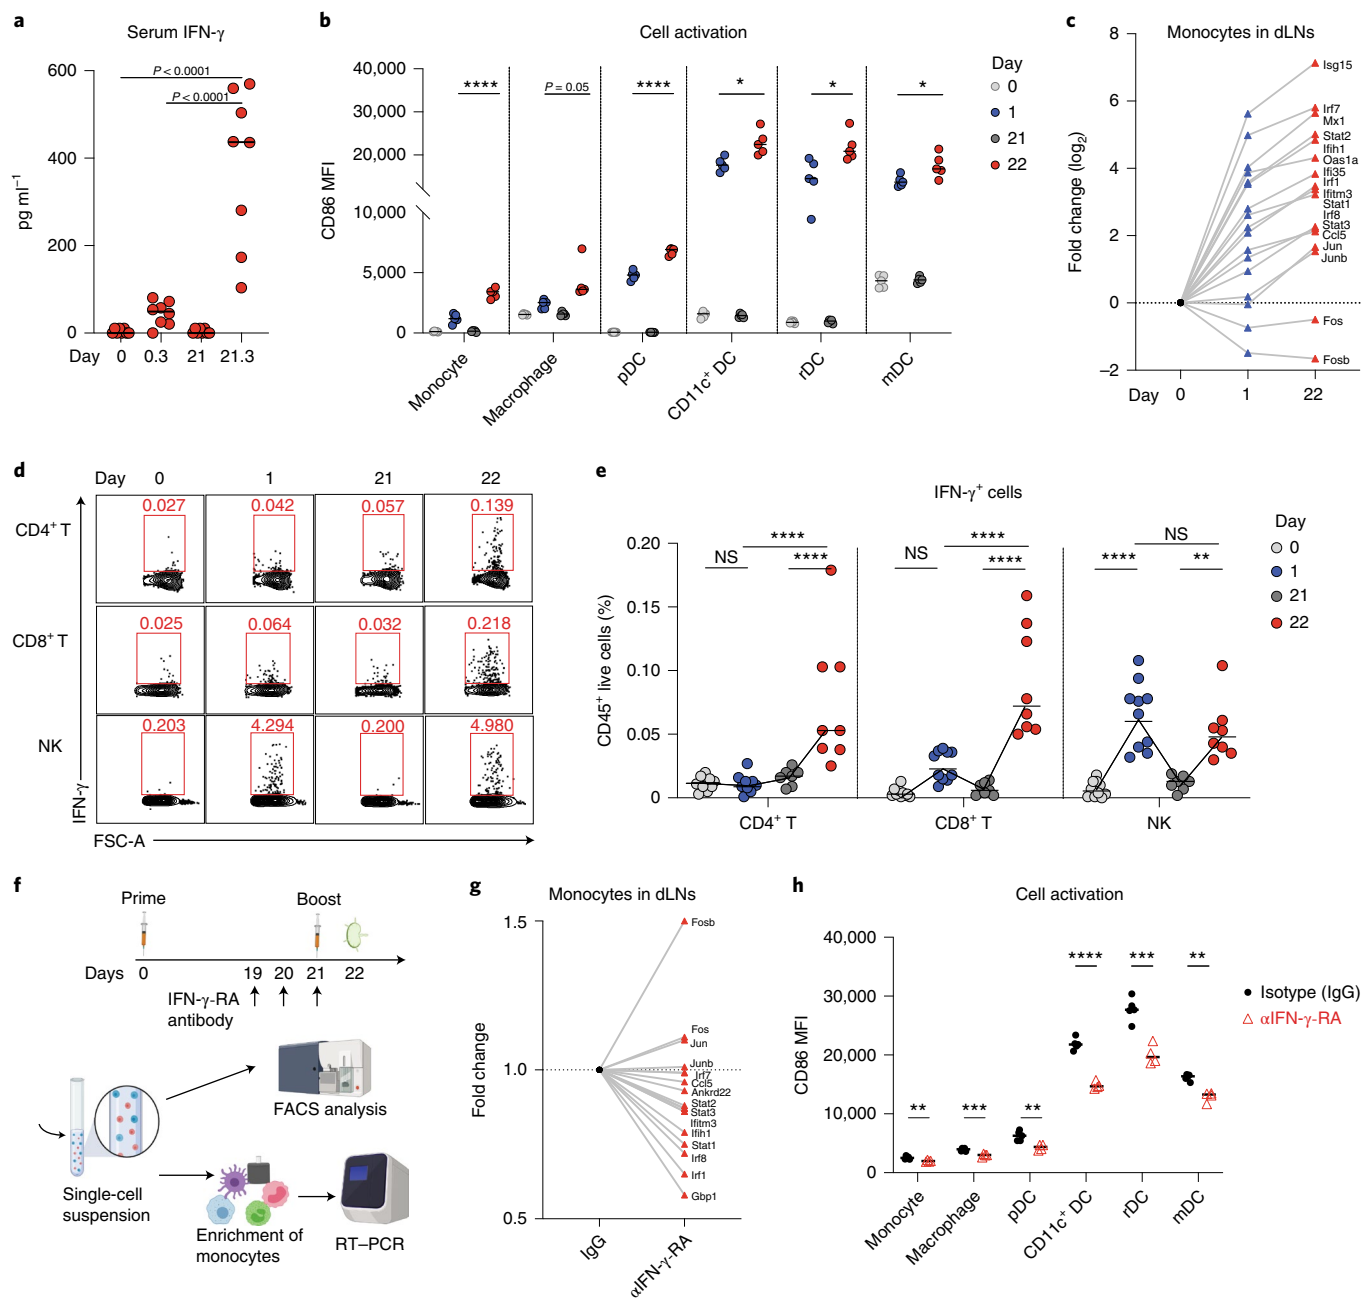 a
Serum IFN-γ
600
400
200
0
pg ml⁻¹
P < 0.0001
P < 0.0001
Day
0
0.3
21
21.3
b
Cell activation
CD86 MFI
40,000
30,000
20,000
10,000
5,000
0
****
P = 0.05
****
*
*
*
Day
0
1
21
22
Monocyte
Macrophage
pDC
CD11c⁺ DC
rDC
mDC
c
Monocytes in dLNs
Fold change (log₂)
8
6
4
2
0
–2
Isg15
Irf7
Mx1
Stat2
Ifih1
Oas1a
Ifi35
Irf1
Ifitm3
Stat1
Irf8
Stat3
Ccl5
Jun
Junb
Fos
Fosb
Day
0
1
22
d
Day
0
1
21
22
CD4⁺ T
0.027
0.042
0.057
0.139
CD8⁺ T
0.025
0.064
0.032
0.218
NK
0.203
4.294
0.200
4.980
IFN-γ
FSC-A
e
IFN-γ⁺ cells
CD45⁺ live cells (%)
0.20
0.15
0.10
0.05
0
NS
****
****
NS
****
****
****
NS
**
Day
0
1
21
22
CD4⁺ T
CD8⁺ T
NK
f
Prime
Boost
Days
0
19
20
21
22
IFN-γ-RA
antibody
FACS analysis
Single-cell
suspension
Enrichment of
monocytes
RT–PCR
g
Monocytes in dLNs
Fold change
1.5
1.0
0.5
Fosb
Fos
Jun
Junb
Irf7
Ccl5
Ankrd22
Stat2
Stat3
Ifitm3
Ifih1
Stat1
Irf8
Irf1
Gbp1
IgG
αIFN-γ-RA
h
Cell activation
CD86 MFI
40,000
30,000
20,000
10,000
0
**
***
**
****
***
**
Isotype (IgG)
αIFN-γ-RA
Monocyte
Macrophage
pDC
CD11c⁺ DC
rDC
mDC